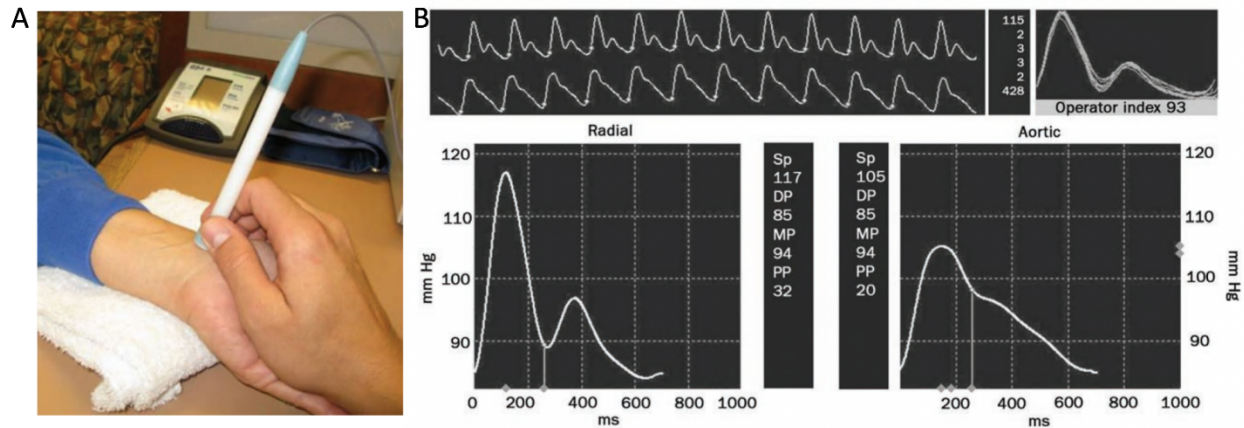 A
B
115
2
3
3
2
428
Operator index 93
Radial
Aortic
120
110
100
90
mm Hg
0 200 400 600 800 1000
ms
Sp
117
DP
85
MP
94
PP
32
Sp
105
DP
85
MP
94
PP
20
120
110
100
90
mm Hg
200 400 600 800 1000
ms